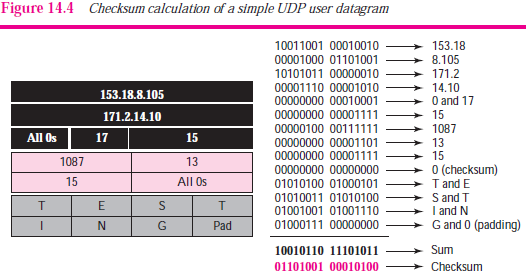 Figure 14.4 Checksum calculation of a simple UDP user datagram
153.18.8.105
171.2.14.10
All 0s 17 15
1087 13
15 All 0s
T E S T
I N G Pad
10011001 00010010 153.18
00001000 01101001 8.105
10101011 00000010 171.2
00001110 00001010 14.10
00000000 00010001 0 and 17
00000000 00001111 15
00000100 00111111 1087
00000000 00001101 13
00000000 00001111 15
00000000 00000000 0 (checksum)
01010100 01000101 T and E
01010011 01010100 S and T
01001001 01001110 I and N
01000111 00000000 G and 0 (padding)
10010110 11101011 Sum
01101001 00010100 Checksum